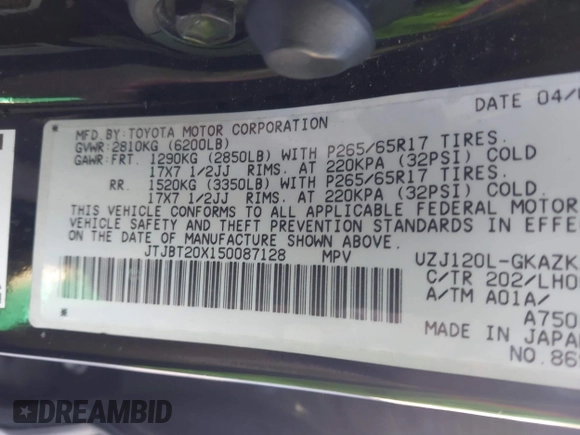 DATE 04/
MFD. BY: TOYOTA MOTOR CORPORATION
GVWR: 2810KG (6200LB)
GAWR: FRT. 1290KG (2850LB) WITH P265/65R17 TIRES.
17X7 1/2JJ RIMS. AT 220KPA (32PSI) COLD
RR. 1520KG (3350LB) WITH P265/65R17 TIRES.
17X7 1/2JJ RIMS. AT 220KPA (32PSI) COLD.
THIS VEHICLE CONFORMS TO ALL APPLICABLE FEDERAL MOTOR
VEHICLE SAFETY AND THEFT PREVENTION STANDARDS IN EFFE
ON THE DATE OF MANUFACTURE SHOWN ABOVE.
JTJBT20X150087128 MPV UZJ120L-GKAZK
C/TR 202/LH0
A/TM A01A/
A750
MADE IN JAPAN
NO.86
DREAMBID